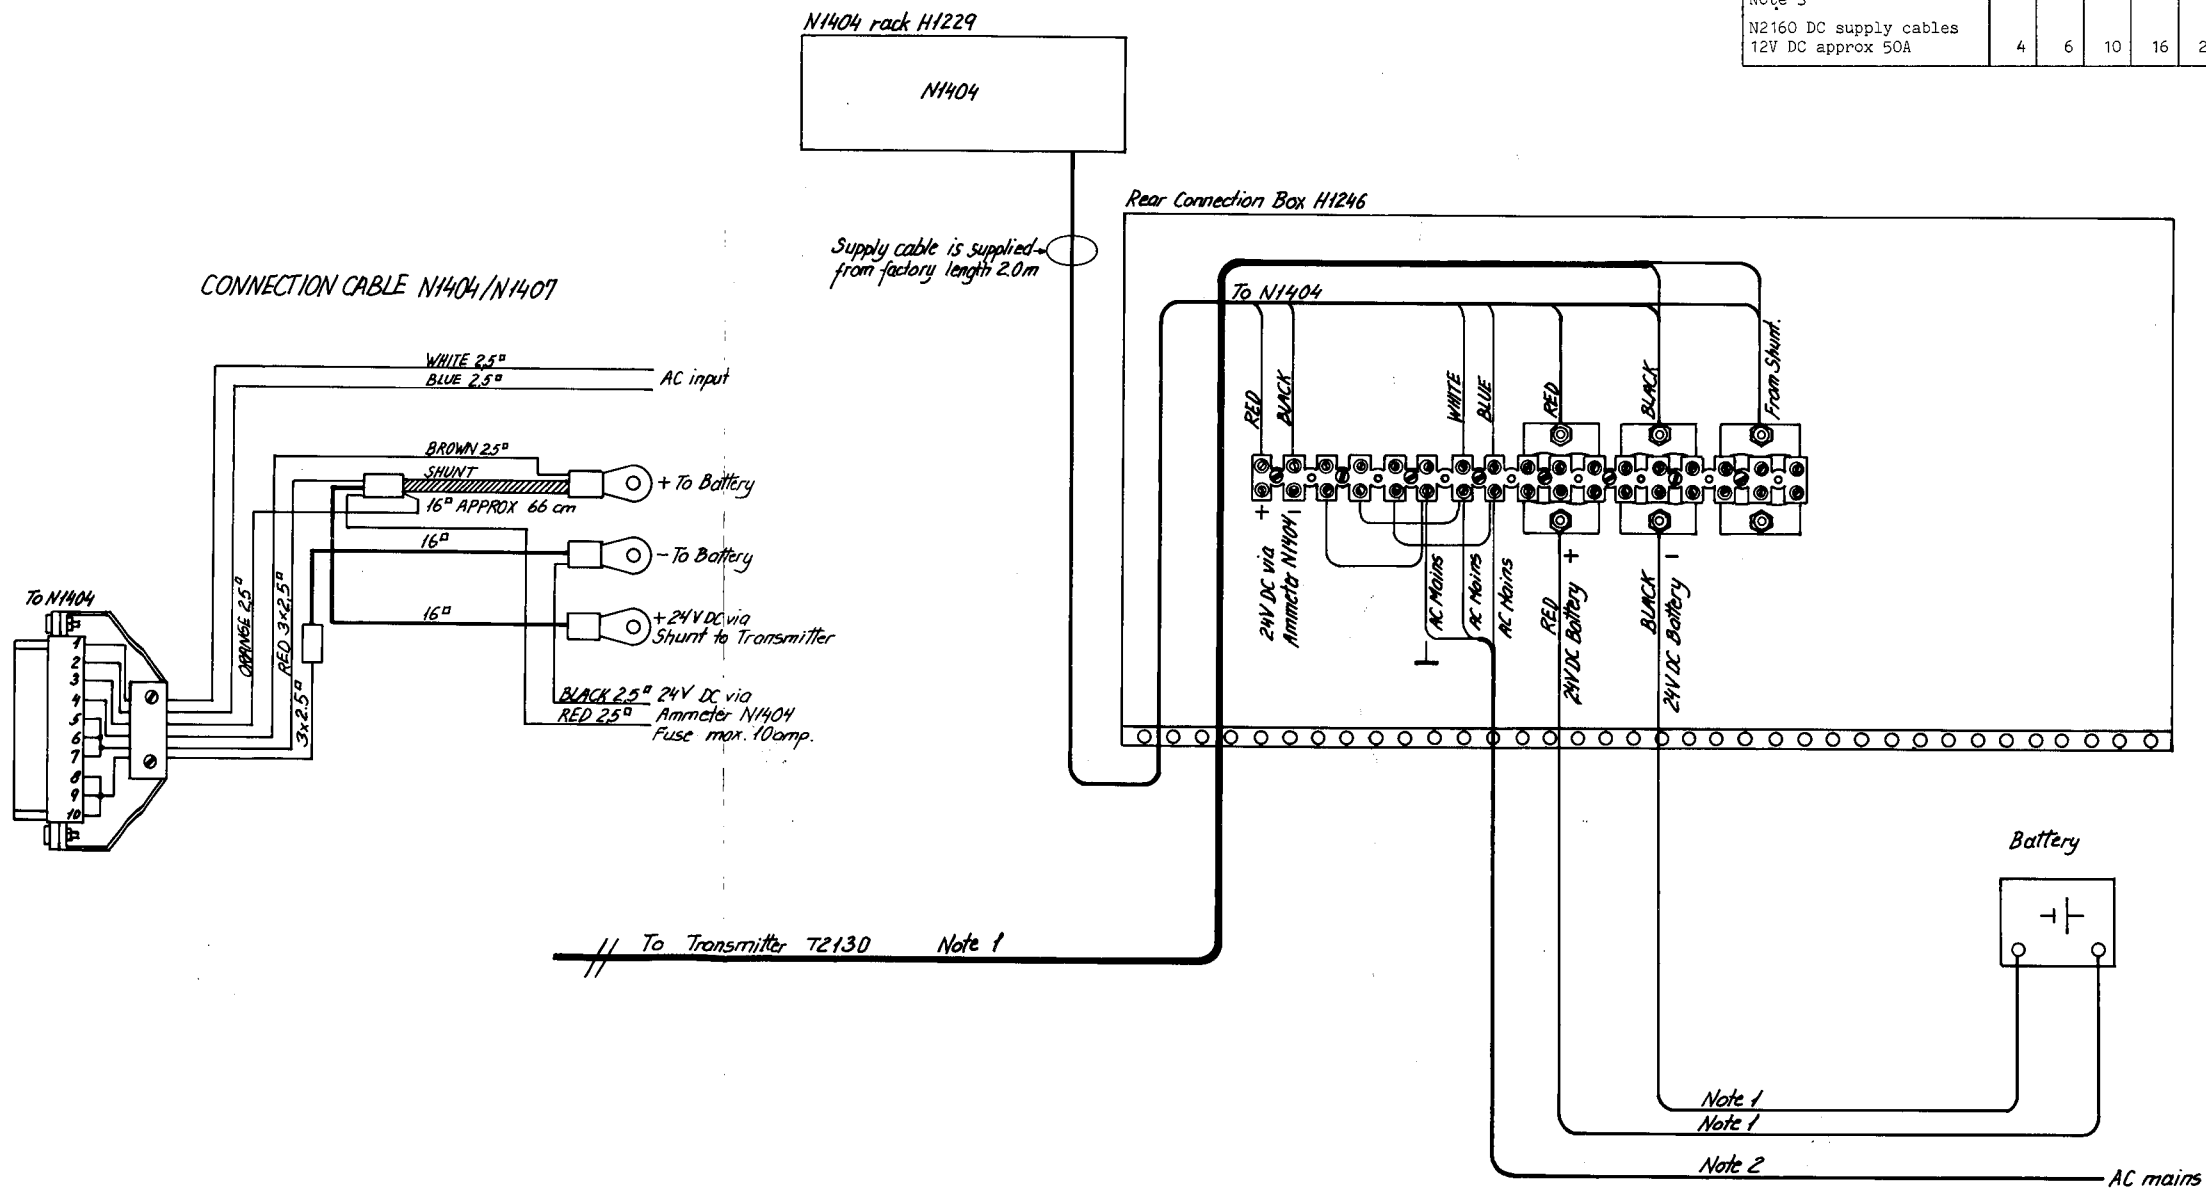 Note 3
N2160 DC supply cables
12V DC approx 50A 4 6 10 16
N1404 rack H1229
N1404
Supply cable is supplied
from factory length 2.0m
Rear Connection Box H1246
To N1404
RED
BLACK
WHITE
BLUE
RED
BLACK
From Shunt.
24V DC via +
Ammeter N1404 -
AC Mains
AC Mains
AC Mains
RED
24V DC Battery +
BLACK
24V DC Battery -
CONNECTION CABLE N1404/N1407
WHITE 2,5□
BLUE 2,5□
AC input
BROWN 2,5□
SHUNT
+ To Battery
16□ APPROX 66 cm
16□
- To Battery
16□
+ 24V DC via
Shunt to Transmitter
BLACK 2,5□ 24V DC via
RED 2,5□ Ammeter N1404
Fuse max. 10amp.
ORANGE 2,5□
RED 3x2,5□
3x2,5□
To N1404
1
2
3
4
5
6
7
8
9
10
To Transmitter T2130 Note 1
Battery
Note 1
Note 1
Note 2
AC mains